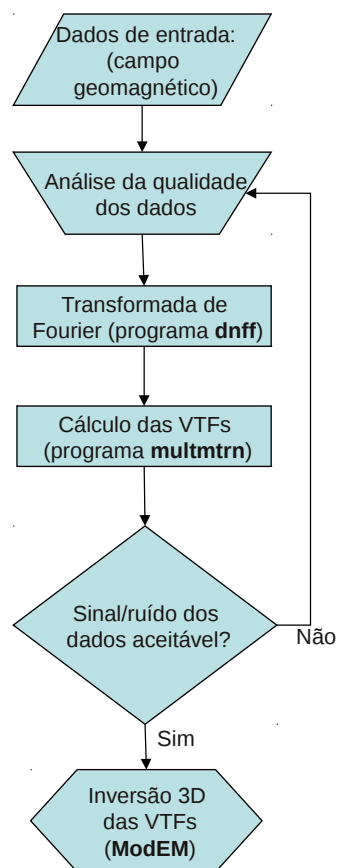 Dados de entrada:
(campo
geomagnético)
Análise da qualidade
dos dados
Transformada de
Fourier (programa dnff)
Cálculo das VTFs
(programa multmtrn)
Sinal/ruído dos
dados aceitável?
Não
Sim
Inversão 3D
das VTFs
(ModEM)